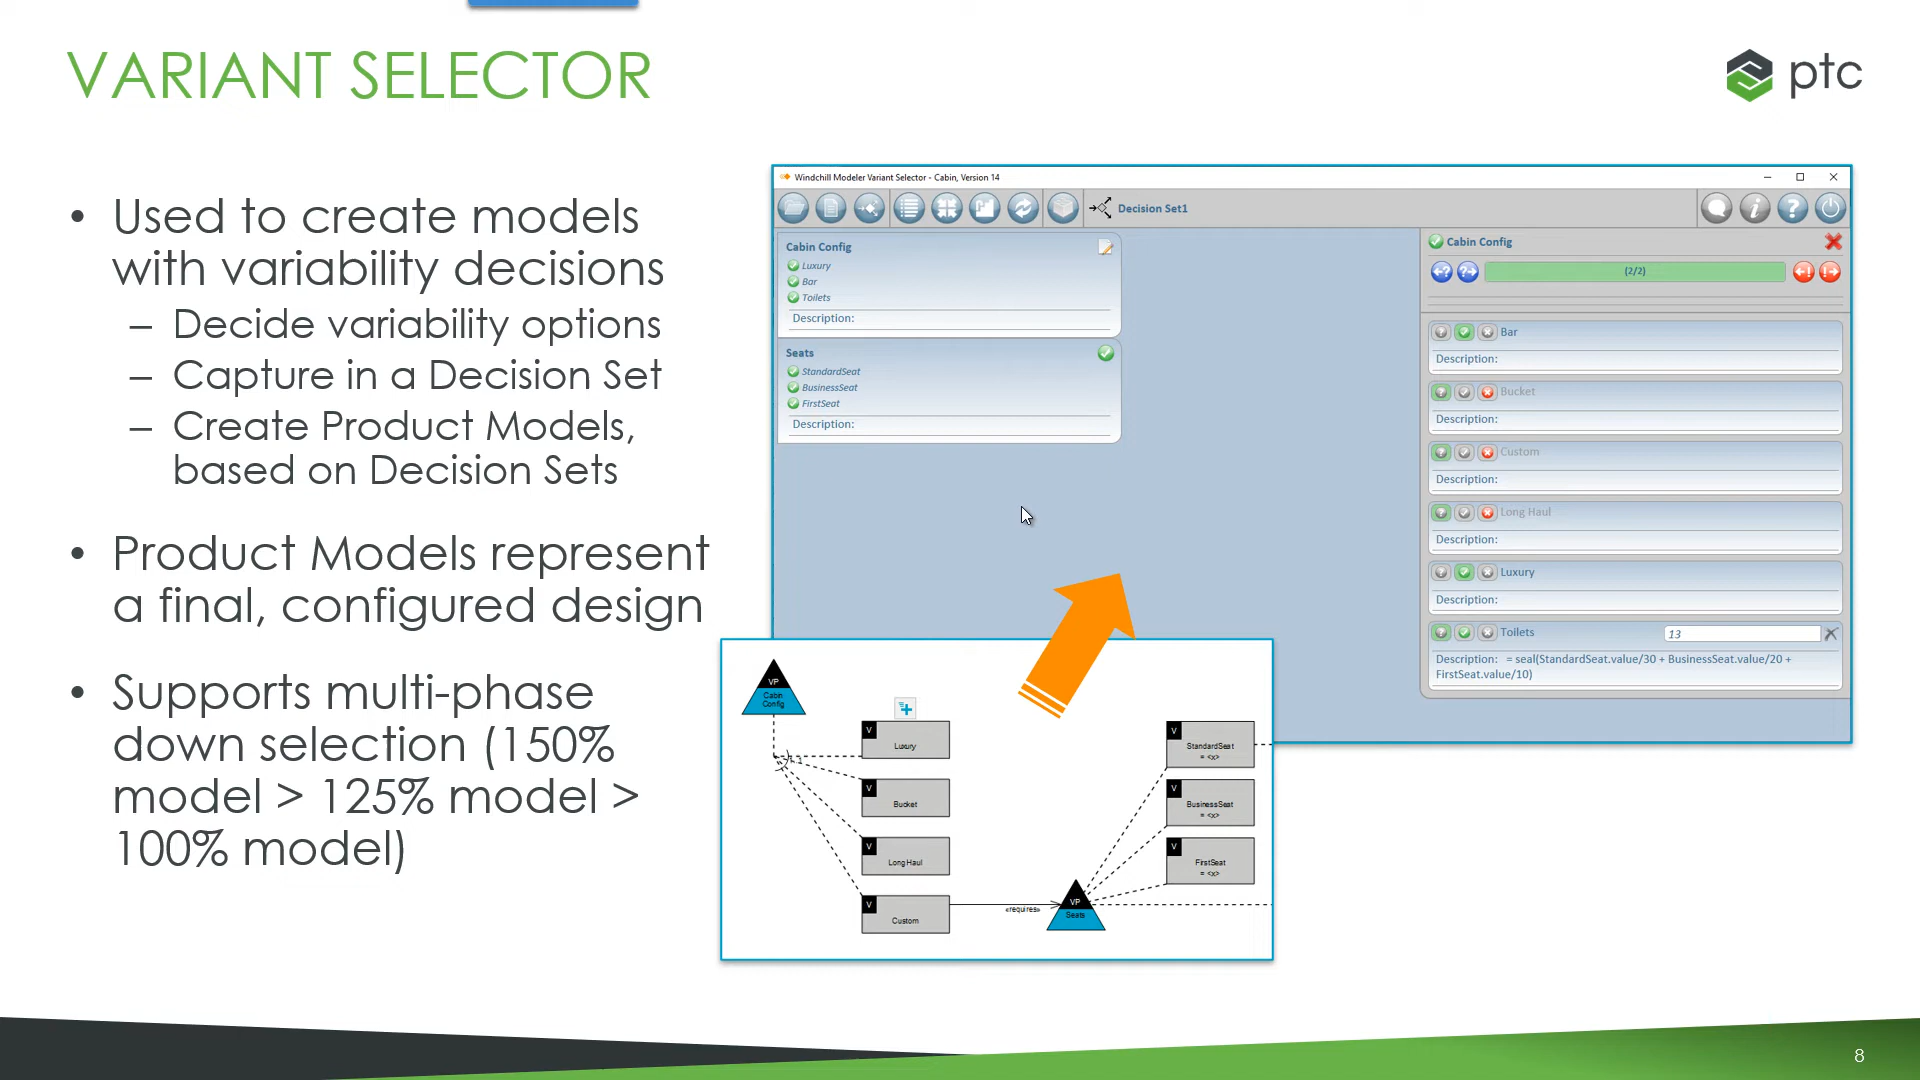 VARIANT SELECTOR
ptc
• Used to create models
with variability decisions
– Decide variability options
– Capture in a Decision Set
– Create Product Models,
based on Decision Sets
• Product Models represent
a final, configured design
• Supports multi-phase
down selection (150%
model > 125% model >
100% model)
Windchill Modeler Variant Selector - Cabin, Version 14
Decision Set1
Cabin Config
Luxury
Bar
Toilets
Description:
Seats
StandardSeat
BusinessSeat
FirstSeat
Description:
Cabin Config
(2/2)
Bar
Description:
Bucket
Description:
Custom
Description:
Long Haul
Description:
Luxury
Description:
Toilets 13
Description: = seal(StandardSeat.value/30 + BusinessSeat.value/20 +
FirstSeat.value/10)
VP
Cabin
Config
V
Luxury
V
Bucket
V
Long Haul
V
Custom
«requires»
VP
Seats
V
StandardSeat
= <x>
V
BusinessSeat
= <x>
V
FirstSeat
= <x>
8